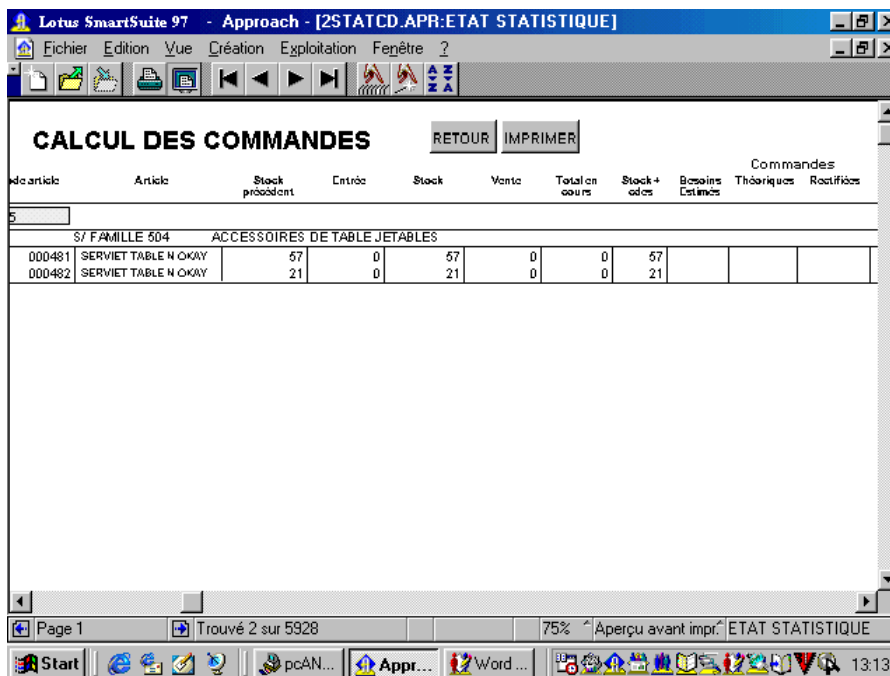 Lotus SmartSuite 97 - Approach - [2STATCD.APR:ETAT STATISTIQUE]
Fichier Edition Vue Création Exploitation Fenêtre ?
CALCUL DES COMMANDES RETOUR IMPRIMER
Commandes
de article Article Stock précédent Entrée Stock Vente Total en cours Stock + cdes Besoins Estimés Théoriques Rectifiées
5
S/ FAMILLE 504 ACCESSOIRES DE TABLE JETABLES
000481 SERVIET TABLE N OKAY 57 0 57 0 0 57
000482 SERVIET TABLE N OKAY 21 0 21 0 0 21
Page 1 Trouvé 2 sur 5928 75% Aperçu avant impr. ETAT STATISTIQUE
Start pcAN... Appr... Word ... 13:13